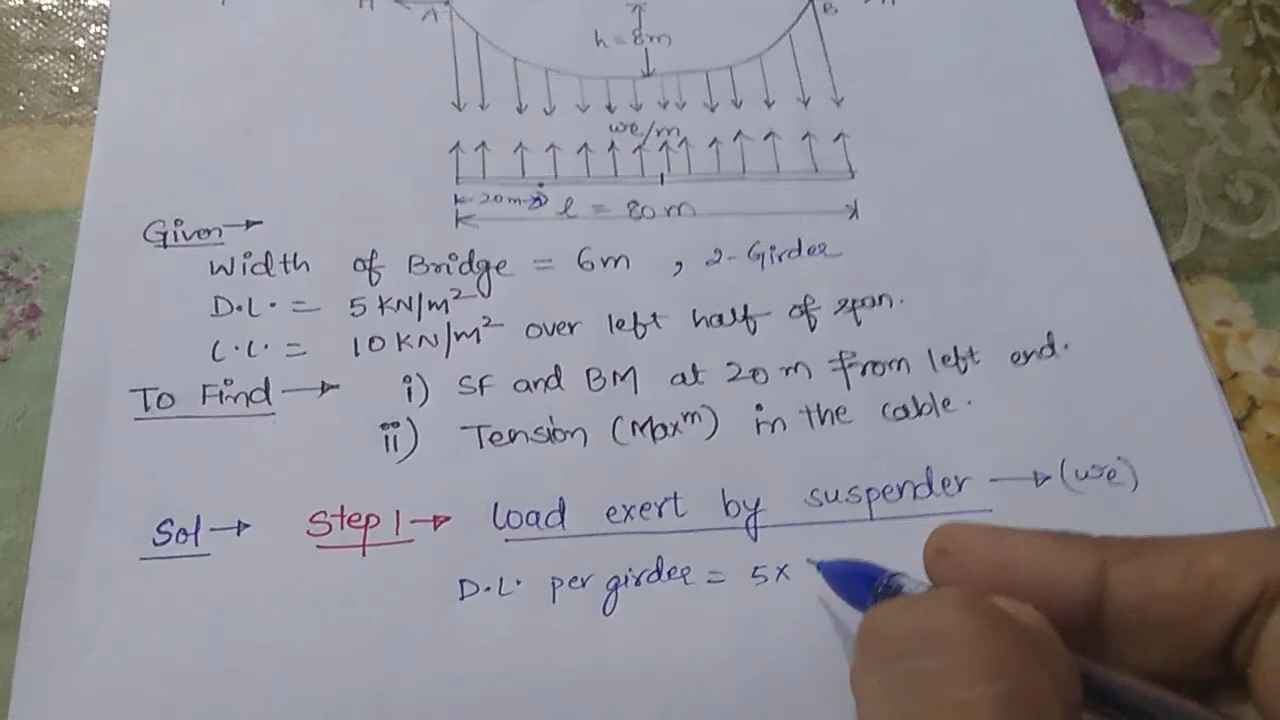 A B
h = 8m
we/m
20m
l = 80m
Given →
Width of Bridge = 6m , 2-Girder
D.L. = 5 KN/m²
L.L. = 10 KN/m² over left half of span.
To Find → i) SF and BM at 20 m from left end.
ii) Tension (Maxᵐ) in the cable.
Sol → Step 1 → Load exert by suspender → (we)
D.L. per girder = 5×